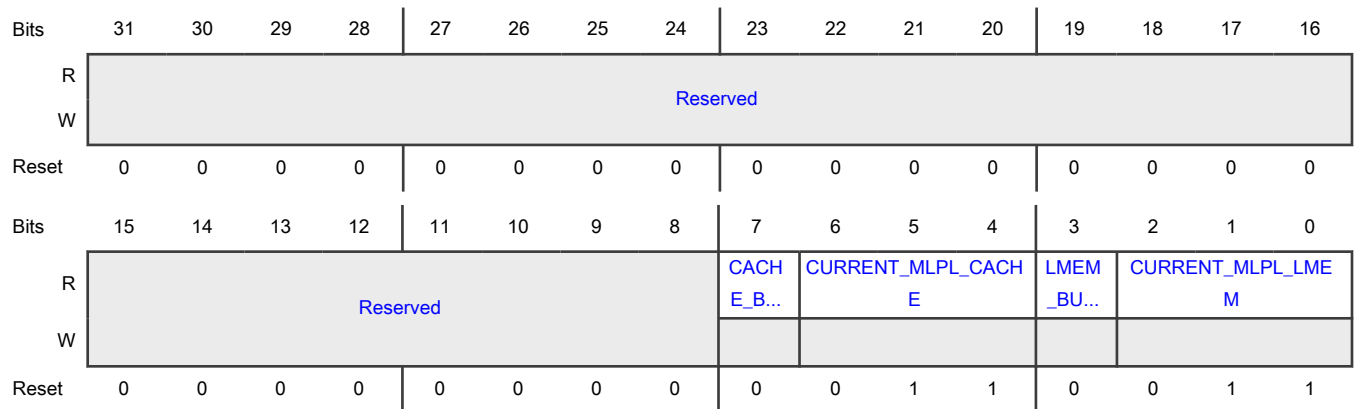 Bits 31 30 29 28 27 26 25 24 23 22 21 20 19 18 17 16
R
Reserved
W
Reset 0 0 0 0 0 0 0 0 0 0 0 0 0 0 0 0
Bits 15 14 13 12 11 10 9 8 7 6 5 4 3 2 1 0
R Reserved CACH CURRENT_MLPL_CACH LMEM CURRENT_MLPL_LME
E_B... E _BU... M
W
Reset 0 0 0 0 0 0 0 0 0 0 1 1 0 0 1 1